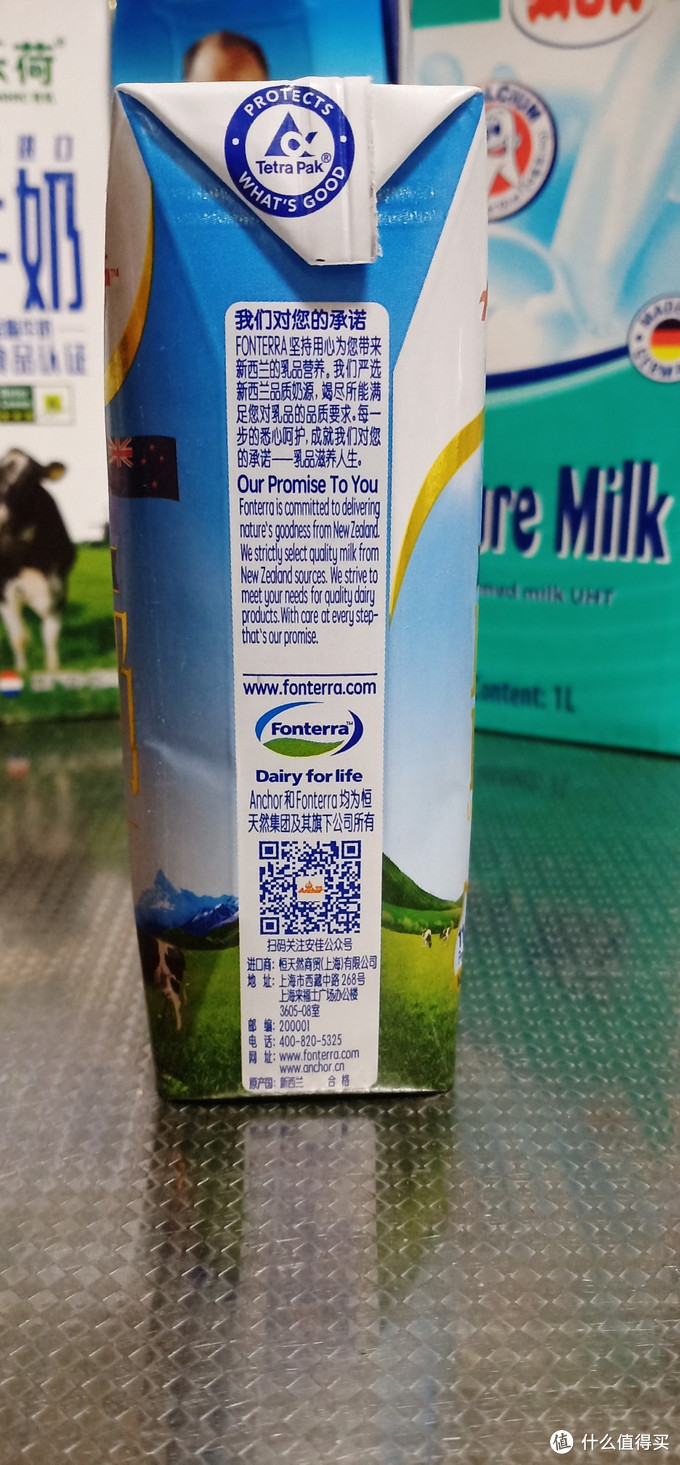 PROTECTS
Tetra Pak®
WHAT'S GOOD
我们对您的承诺
FONTERRA坚持用心为您带来
新西兰的乳品营养。我们严选
新西兰品质奶源，竭尽所能满
足您对乳品的品质要求。每一
步的悉心呵护，成就我们对您
的承诺——乳品滋养人生。
Our Promise To You
Fonterra is committed to delivering
nature's goodness from New Zealand.
We strictly select quality milk from
New Zealand sources. We strive to
meet your needs for quality dairy
products. With care at every step-
that's our promise.
www.fonterra.com
Fonterra™
Dairy for life
Anchor和Fonterra均为恒
天然集团及其旗下公司所有
扫码关注安佳公众号
进口商：恒天然商贸(上海)有限公司
地 址：上海市西藏中路268号
上海来福士广场办公楼
3605-08室
邮 编：200001
电 话：400-820-5325
网 址：www.fonterra.com
www.anchor.cn
原产国：新西兰 合格
荷
奶
食品认证
MADE
Milk
milk UHT
Content: 1L
值 什么值得买